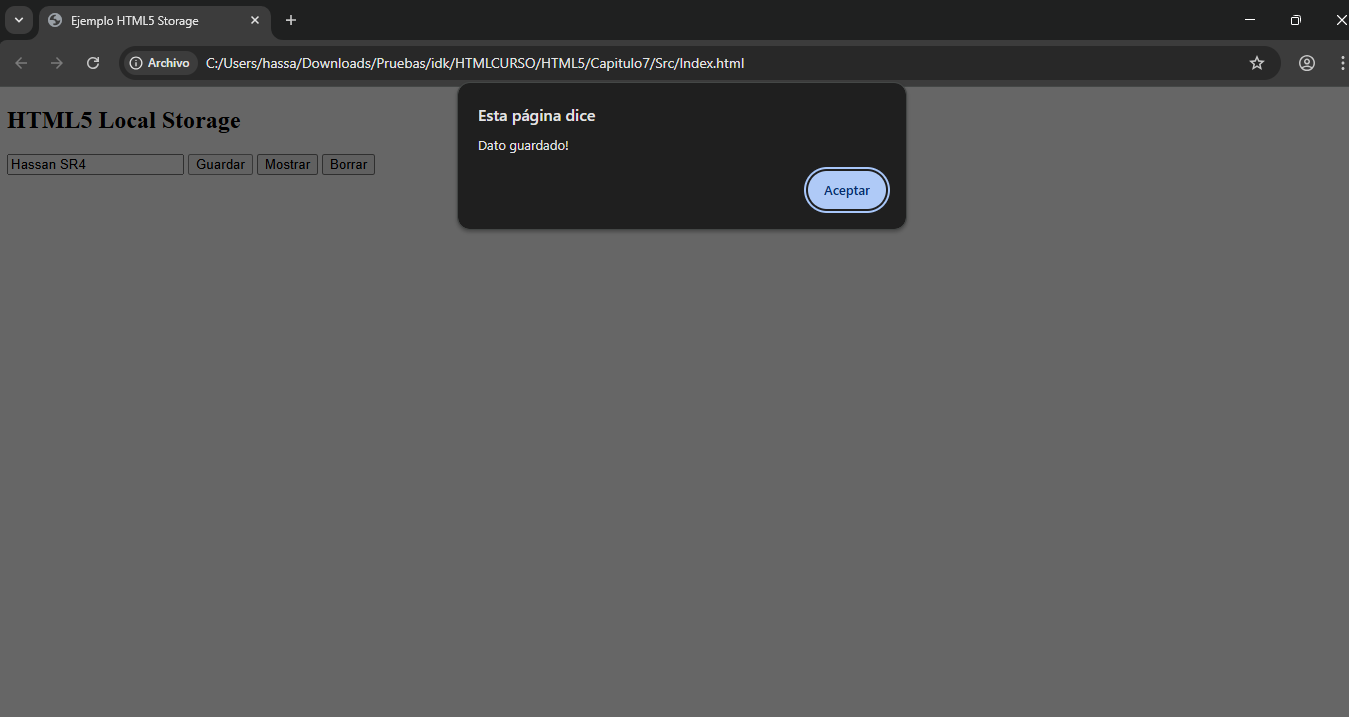 Ejemplo HTML5 Storage
Archivo C:/Users/hassa/Downloads/Pruebas/idk/HTMLCURSO/HTML5/Capitulo7/Src/Index.html
HTML5 Local Storage
Hassan SR4 Guardar Mostrar Borrar
Esta página dice
Dato guardado!
Aceptar